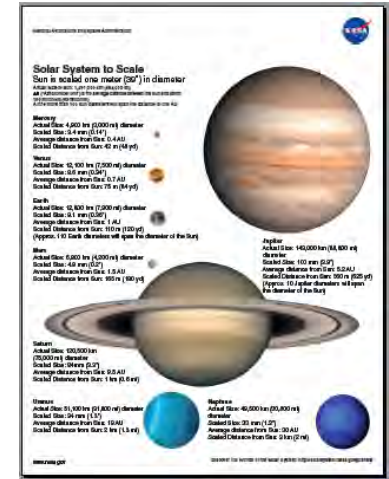 National Aeronautics and Space Administration
NASA
Solar System to Scale
Sun is scaled one meter (39") in diameter
Mercury
Actual Size: 4,900 km (3,000 mi) diameter
Scaled Size: 3.4 mm (0.14")
Average distance from Sun: 0.4 AU
Scaled Distance from Sun: 42 m (46 yd)
Venus
Actual Size: 12,100 km (7,500 mi) diameter
Scaled Size: 8.6 mm (0.34")
Average distance from Sun: 0.7 AU
Scaled Distance from Sun: 75 m (84 yd)
Earth
Actual Size: 12,800 km (7,900 mi) diameter
Scaled Size: 9.1 mm (0.36")
Average distance from Sun: 1 AU
Scaled Distance from Sun: 110 m (120 yd)
(Approx. 110 Earth diameters will span the diameter of the Sun)
Mars
Actual Size: 6,800 km (4,200 mi) diameter
Scaled Size: 4.8 mm (0.2")
Average distance from Sun: 1.5 AU
Scaled Distance from Sun: 165 m (180 yd)
Jupiter
Actual Size: 143,000 km (88,800 mi)
diameter
Scaled Size: 100 mm (3.9")
Average distance from Sun: 5.2 AU
Scaled Distance from Sun: 560 m (625 yd)
(Approx. 10 Jupiter diameters will span
the diameter of the Sun)
Saturn
Actual Size: 120,500 km
(75,000 mi) diameter
Scaled Size: 84mm (3.3")
Average distance from Sun: 9.5 AU
Scaled Distance from Sun: 1 km (0.6 mi)
Uranus
Actual Size: 51,100 km (31,800 mi) diameter
Scaled Size: 34 mm (1.3")
Average distance from Sun: 19 AU
Scaled Distance from Sun: 2 km (1.3 mi)
Neptune
Actual Size: 49,500 km (30,800 mi)
diameter
Scaled Size: 33 mm (1.3")
Average distance from Sun: 30 AU
Scaled Distance from Sun: 3 km (2 mi)
www.nasa.gov